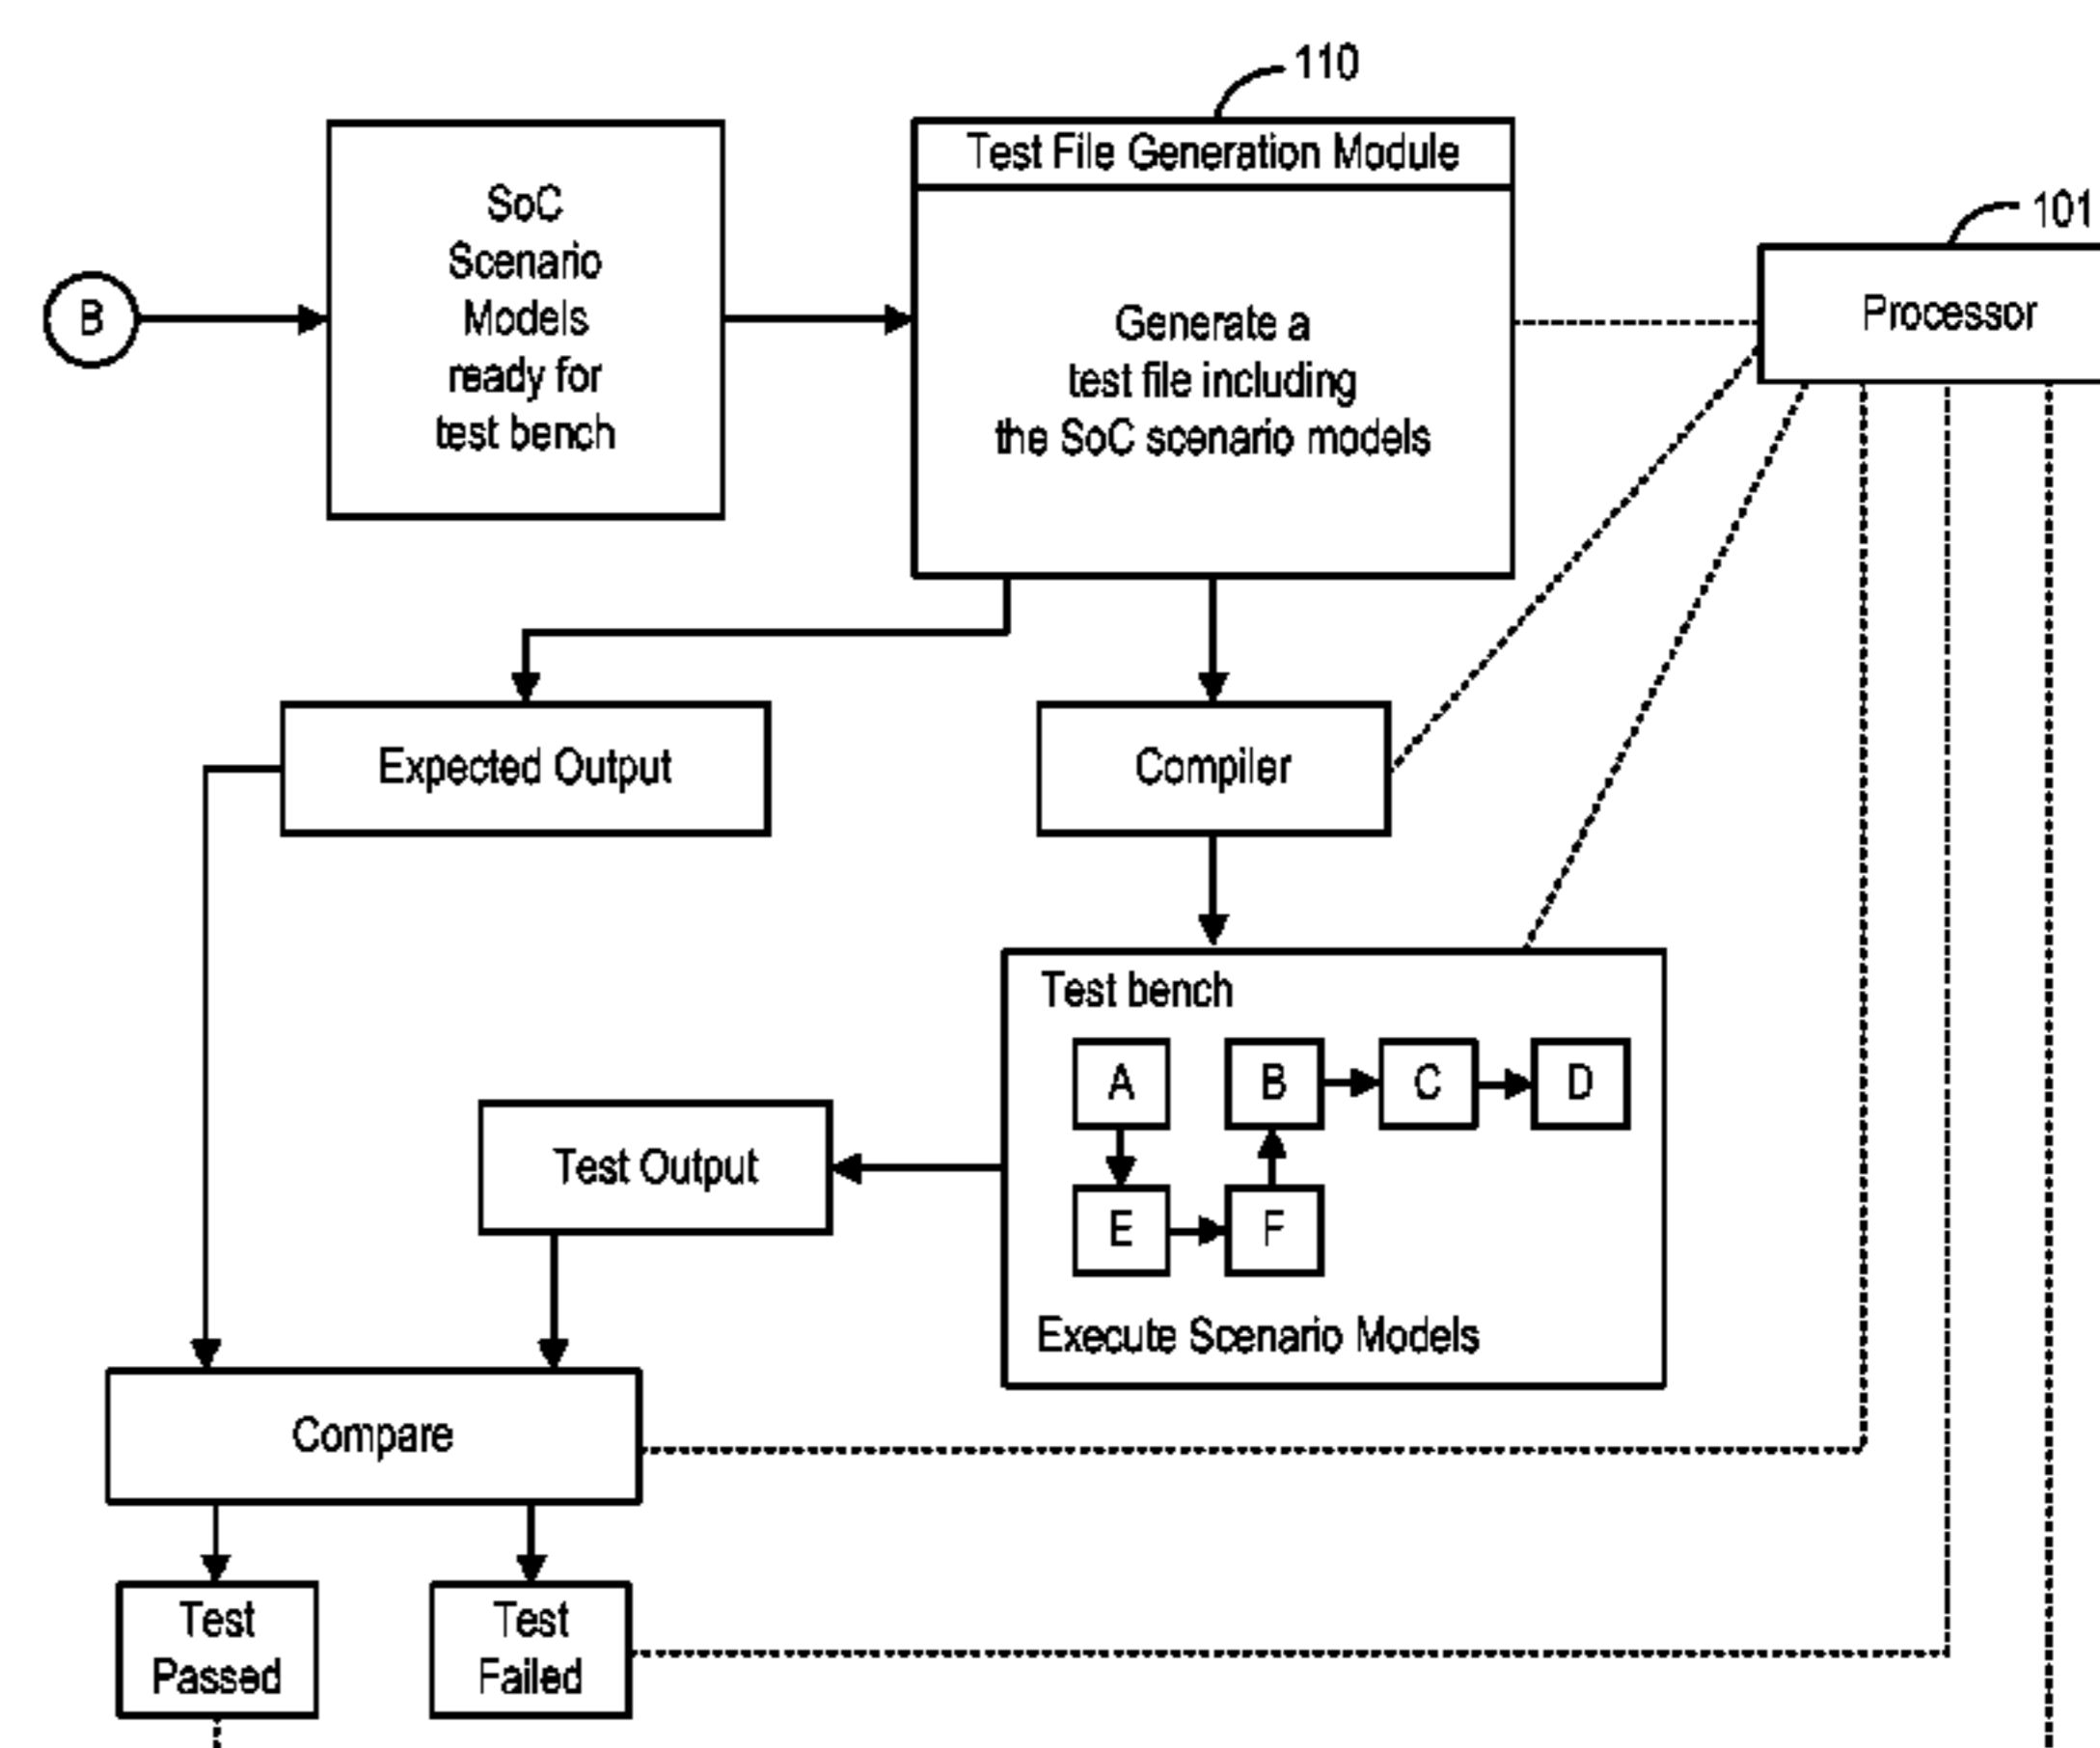 110
Test File Generation Module
101
SoC
Scenario
Models
ready for
test bench
B
Generate a
test file including
the SoC scenario models
Processor
Expected Output
Compiler
Test bench
A
B
C
D
E
F
Execute Scenario Models
Test Output
Compare
Test
Passed
Test
Failed